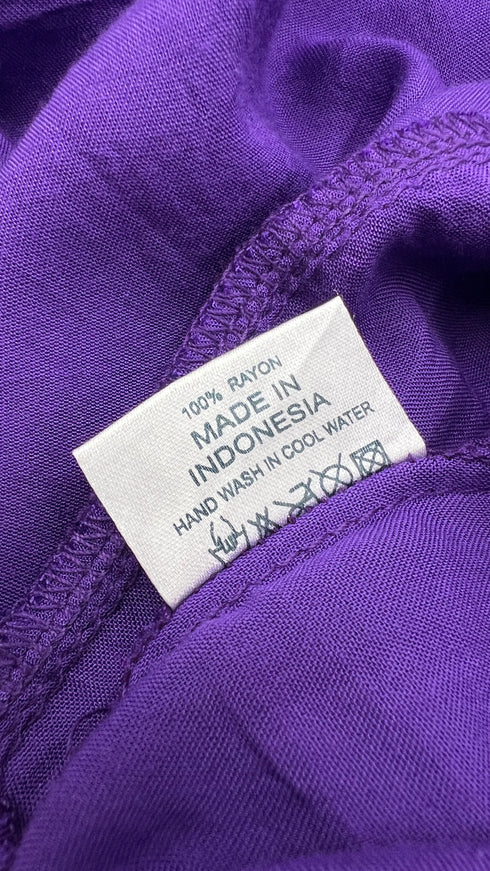 100% RAYON
MADE IN
INDONESIA
HAND WASH IN COOL WATER